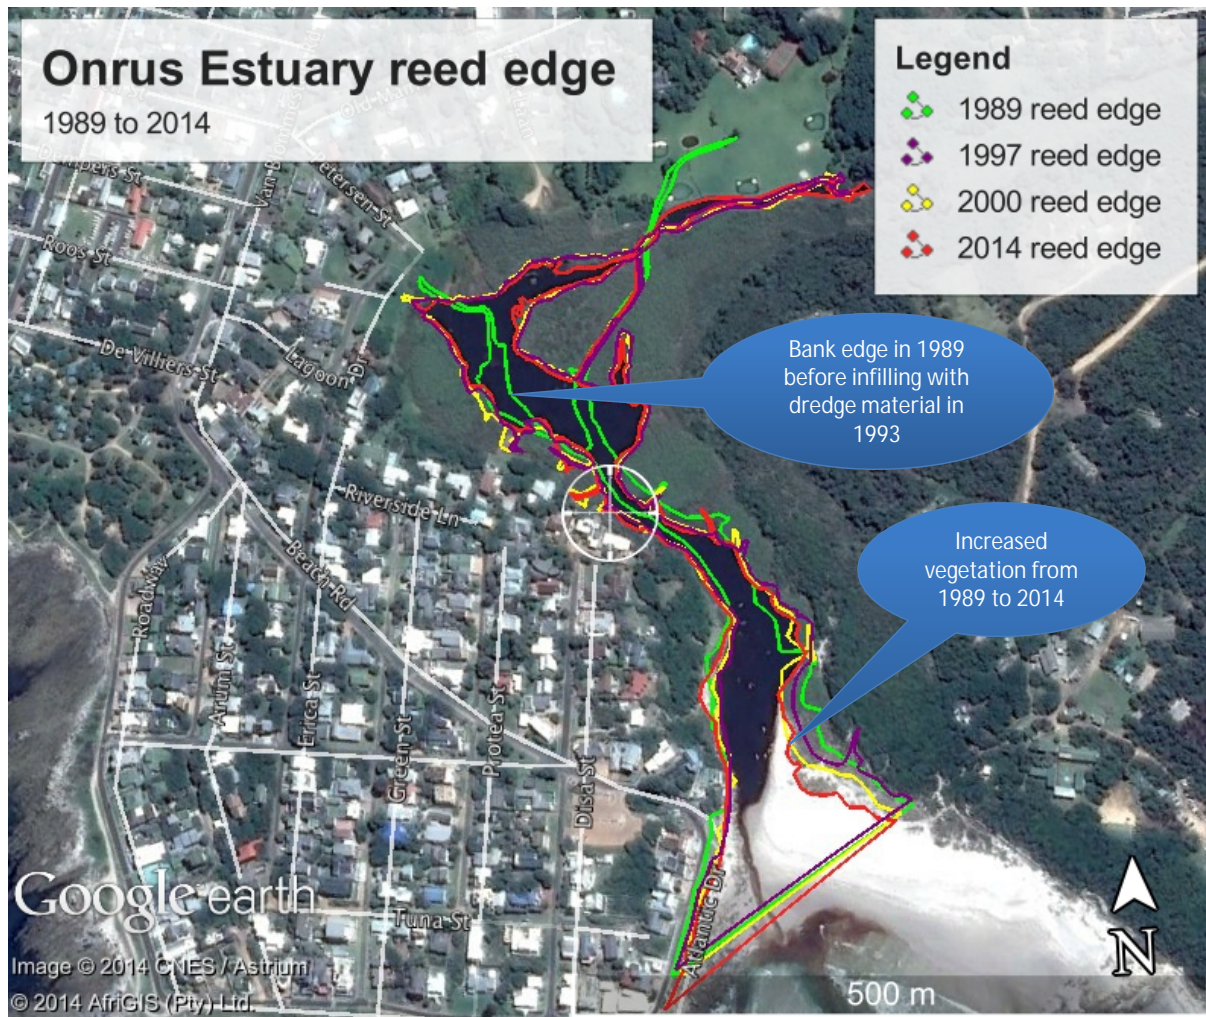 Onrus Estuary reed edge
1989 to 2014
Legend
1989 reed edge
1997 reed edge
2000 reed edge
2014 reed edge
Van Blommestein Rd
Petersen St
Roos St
De Villiers St
Lagoon Dr
Bank edge in 1989
before infilling with
dredge material in
1993
Riverside Ln
Beach Rd
Roadway
Increased
vegetation from
1989 to 2014
Arum St
Erica St
Green St
Protea St
Disa St
Atlantic Dr
Tuna St
Google earth
Image © 2014 CNES / Astrium
© 2014 AfriGIS (Pty) Ltd.
N
500 m